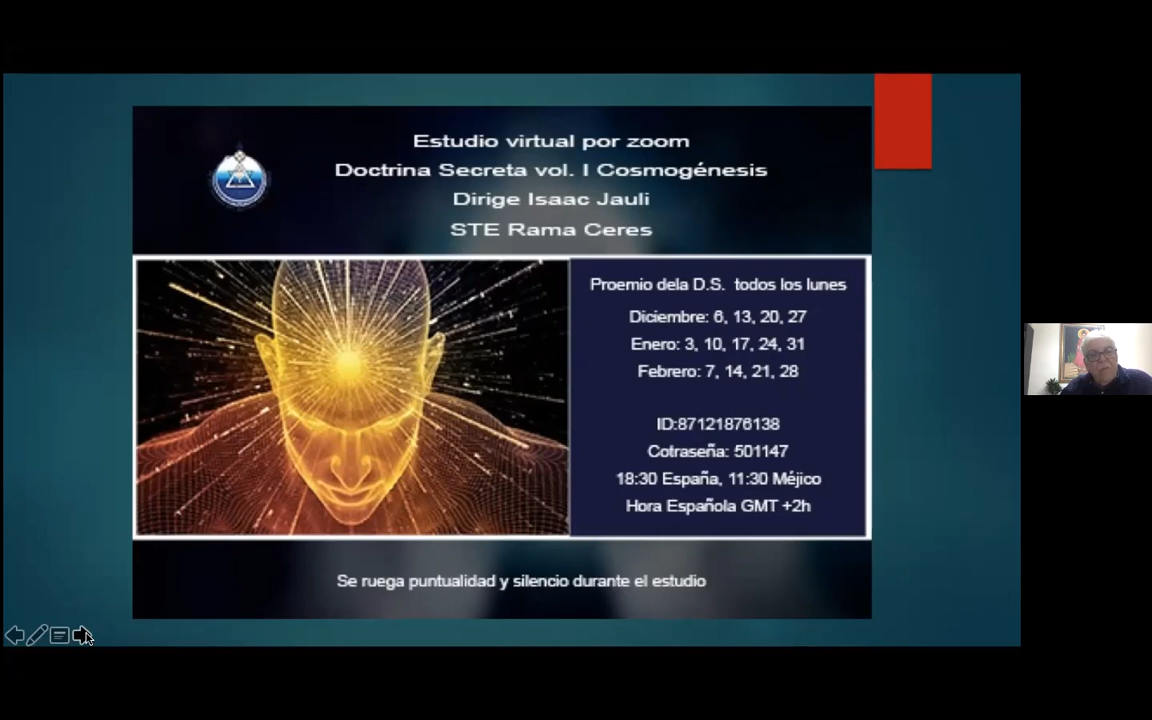 Estudio virtual por zoom
Doctrina Secreta vol. I Cosmogénesis
Dirige Isaac Jauli
STE Rama Ceres
Proemio dela D.S. todos los lunes
Diciembre: 6, 13, 20, 27
Enero: 3, 10, 17, 24, 31
Febrero: 7, 14, 21, 28
ID:87121876138
Cotraseña: 501147
18:30 España, 11:30 Méjico
Hora Española GMT +2h
Se ruega puntualidad y silencio durante el estudio